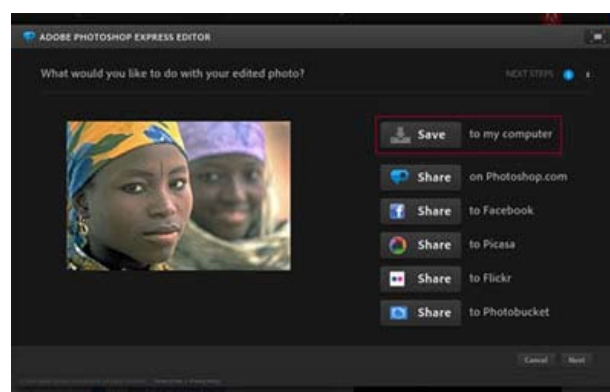 ADOBE PHOTOSHOP EXPRESS EDITOR
What would you like to do with your edited photo?
NEXT STEPS
Save to my computer
Share on Photoshop.com
Share to Facebook
Share to Picasa
Share to Flickr
Share to Photobucket
Cancel Next